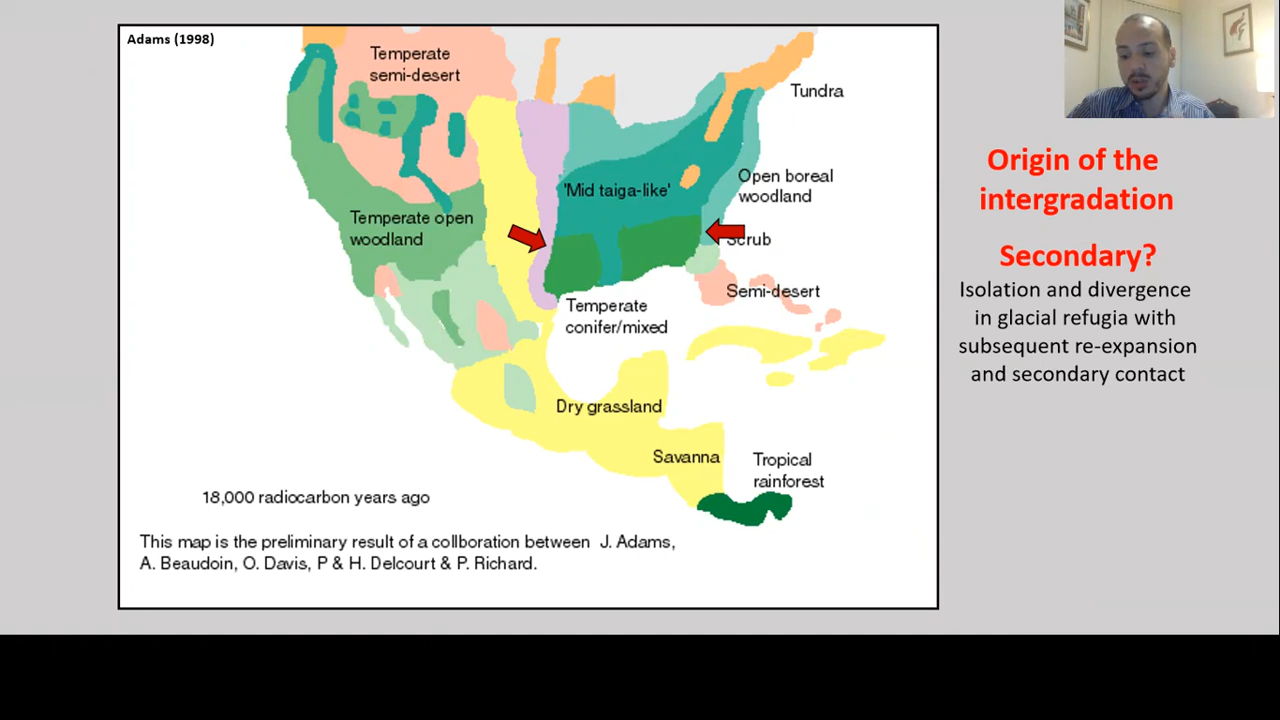 Adams (1998)
Temperate
semi-desert
Tundra
'Mid taiga-like'
Open boreal
woodland
Temperate open
woodland
Scrub
Semi-desert
Temperate
conifer/mixed
Dry grassland
Savanna
Tropical
rainforest
18,000 radiocarbon years ago
This map is the preliminary result of a collboration between J. Adams,
A. Beaudoin, O. Davis, P & H. Delcourt & P. Richard.
Origin of the
intergradation
Secondary?
Isolation and divergence
in glacial refugia with
subsequent re-expansion
and secondary contact